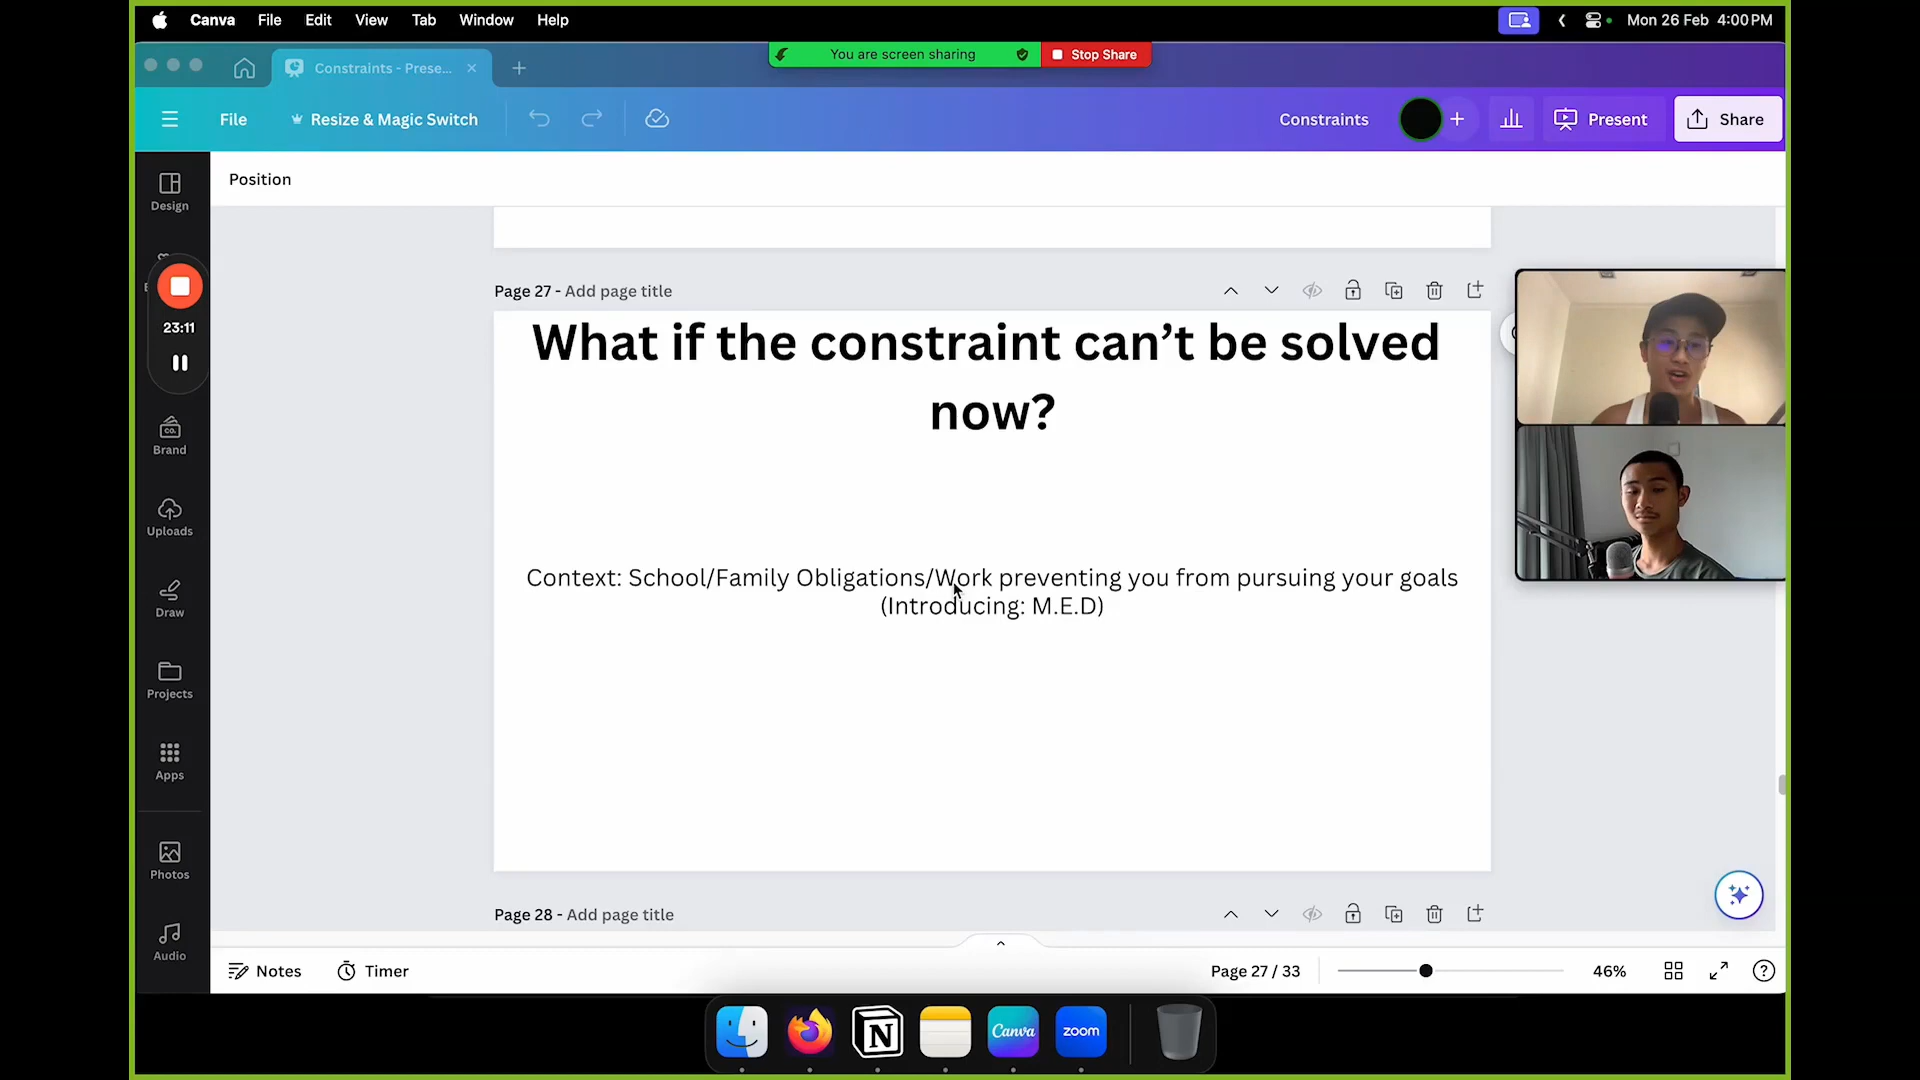 Canva File Edit View Tab Window Help
Mon 26 Feb 4:00 PM
Constraints - Prese...
You are screen sharing
Stop Share
File
Resize & Magic Switch
Constraints
Present
Share
Position
Design
23:11
Brand
Uploads
Draw
Projects
Apps
Photos
Audio
Page 27 - Add page title
What if the constraint can’t be solved
now?
Context: School/Family Obligations/Work preventing you from pursuing your goals
(Introducing: M.E.D)
Page 28 - Add page title
Notes
Timer
Page 27 / 33
46%
Canva
zoom